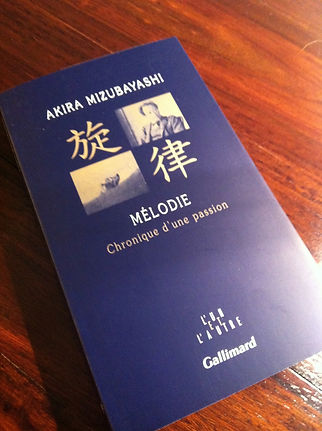 AKIRA MIZUBAYASHI
旋
律
MÉLODIE
Chronique d'une passion
L'UN
ET
L'AUTRE
Gallimard